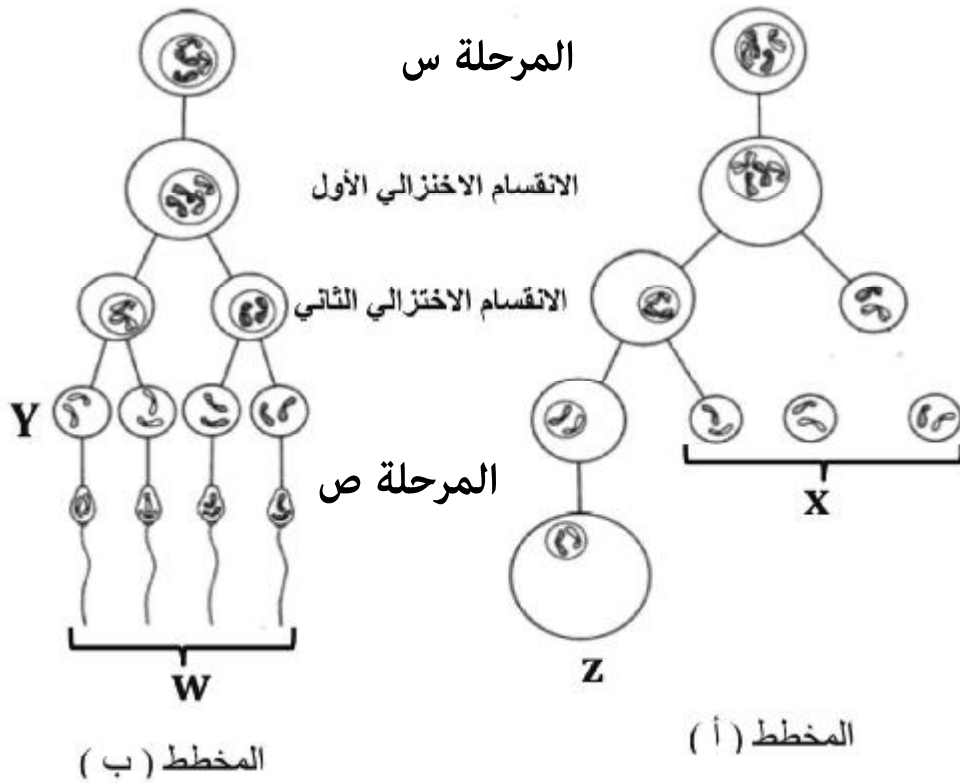 المرحلة س
الانقسام الاختزالي الأول
الانقسام الاختزالي الثاني
Y
المرحلة ص
X
W
Z
المخطط ( أ )
المخطط ( ب )